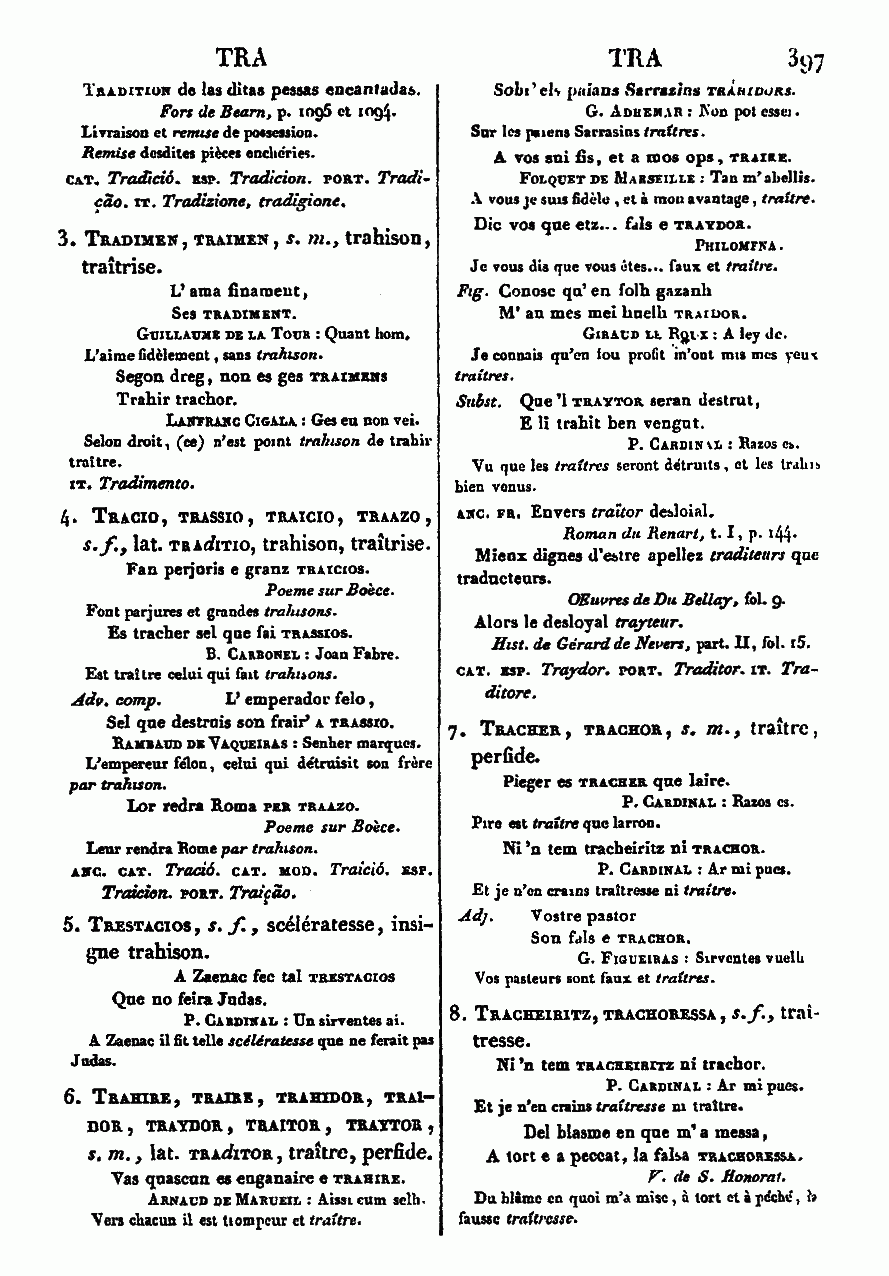 TRA
TRA
397
TRADITION de las ditas pessas encantadas.
Fors de Bearn, p. 1095 et 1094.
Livraison et remise de possession.
Remise desdites pièces enchéries.
CAT. Tradició. ESP. Tradicion. PORT. Tradi-
ção. IT. Tradizione, tradigione.
3. TRADIMEN, TRAIMEN, s. m., trahison,
traîtrise.
L'ama finament,
Ses TRADIMENT.
GUILLAUME DE LA TOUR : Quant hom.
L'aime fidèlement, sans trahison.
Segon dreg, non es ges TRAIMENS
Trahir trachor.
LANFRANC CIGALA : Ges eu non vei.
Selon droit, (ce) n'est point trahison de trahir
traître.
IT. Tradimento.
4. TRACIO, TRASSIO, TRAICIO, TRAAZO,
s. f., lat. TRAdITIO, trahison, traîtrise.
Fan perjoris e granz TRAICIOS.
Poeme sur Boèce.
Font parjures et grandes trahisons.
Es tracher sel que fai TRASSIOS.
B. CARBONEL : Joan Fabre.
Est traître celui qui fait trahisons.
Adv. comp. L'emperador felo,
Sel que destruis son frair' A TRASSIO.
RAMBAUD DE VAQUEIRAS : Senher marques.
L'empereur félon, celui qui détruisit son frère
par trahison.
Lor redra Roma PER TRAAZO.
Poeme sur Boèce.
Leur rendra Rome par trahison.
ANC. CAT. Tració. CAT. MOD. Traició. ESP.
Traicion. PORT. Traição.
5. TRESTACIOS, s. f., scélératesse, insi-
gne trahison.
A Zaenac fec tal TRESTACIOS
Que no feira Judas.
P. CARDINAL : Un sirventes ai.
A Zaenac il fit telle scélératesse que ne ferait pas
Judas.
6. TRAHIRE, TRAIRE, TRAHIDOR, TRAI-
DOR, TRAYDOR, TRAITOR, TRAYTOR,
s. m., lat. TRAdITOR, traître, perfide.
Vas quascun es enganaire e TRAHIRE.
ARNAUD DE MARUEIL : Aissi cum selh.
Vers chacun il est trompeur et traître.
Sobr'els paians Sarrasins TRAHIDORS.
G. ADHEMAR : Non pot esser.
Sur les païens Sarrasins traîtres.
A vos sui fis, et a mos ops, TRAIRE.
FOLQUET DE MARSEILLE : Tan m'abellis.
A vous je suis fidèle, et à mon avantage, traître.
Dic vos que etz... fals e TRAYDOR.
PHILOMENA.
Je vous dis que vous êtes... faux et traître.
Fig. Conosc qu'en folh gazanh
M'an mes mei huelh TRAIDOR.
GIRAUD LE ROUX : A ley de.
Je connais qu'en fou profit m'ont mis mes yeux
traîtres.
Subst. Que'l TRAYTOR seran destrut,
E li trahit ben vengut.
P. CARDINAL : Razos es.
Vu que les traîtres seront détruits, et les trahis
bien venus.
ANC. FR. Envers traïtor desloial.
Roman du Renart, t. I, p. 144.
Mieux dignes d'estre apellez traditeurs que
traducteurs.
OEuvres de Du Bellay, fol. 9.
Alors le desloyal trayteur.
Hist. de Gérard de Nevers, part. II, fol. 15.
CAT. ESP. Traydor. PORT. Traditor. IT. Tra-
ditore.
7. TRACHER, TRACHOR, s. m., traître,
perfide.
Pieger es TRACHER que laire.
P. CARDINAL : Razos es.
Pire est traître que larron.
Ni'n tem tracheiritz ni TRACHOR.
P. CARDINAL : Ar mi pues.
Et je n'en crains traîtresse ni traître.
Adj. Vostre pastor
Son fals e TRACHOR.
G. FIGUEIRAS : Sirventes vuelh
Vos pasteurs sont faux et traîtres.
8. TRACHEIRITZ, TRACHORESSA, s. f., traî-
tresse.
Ni'n tem TRACHEIRITZ ni trachor.
P. CARDINAL : Ar mi pues.
Et je n'en crains traîtresse ni traître.
Del blasme en que m'a messa,
A tort e a peccat, la falsa TRACHORESSA.
V. de S. Honorat.
Du blâme en quoi m'a mise, à tort et à péché, la
fausse traîtresse.